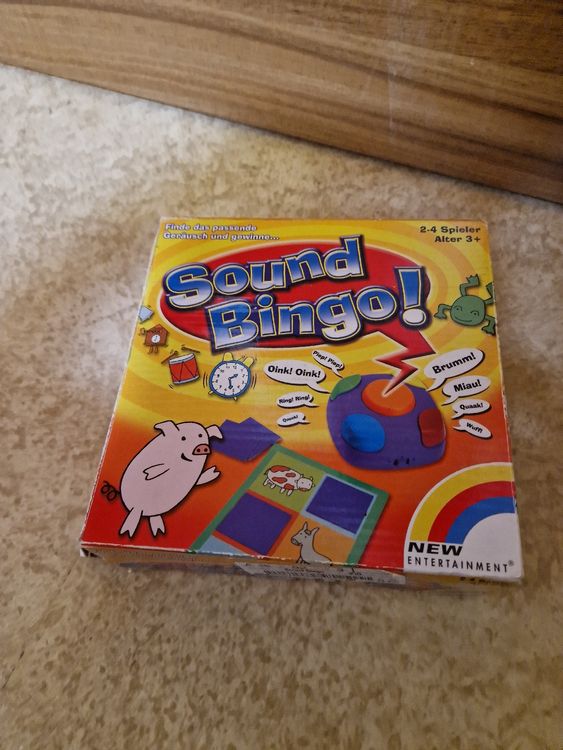 Finde das passende
Geräusch und gewinne...
2-4 Spieler
Alter 3+
Sound
Bingo!
Piep! Piep!
Oink! Oink!
Ring! Ring!
Brumm!
Miau!
Quaak!
Wuff!
NEW
ENTERTAINMENT®